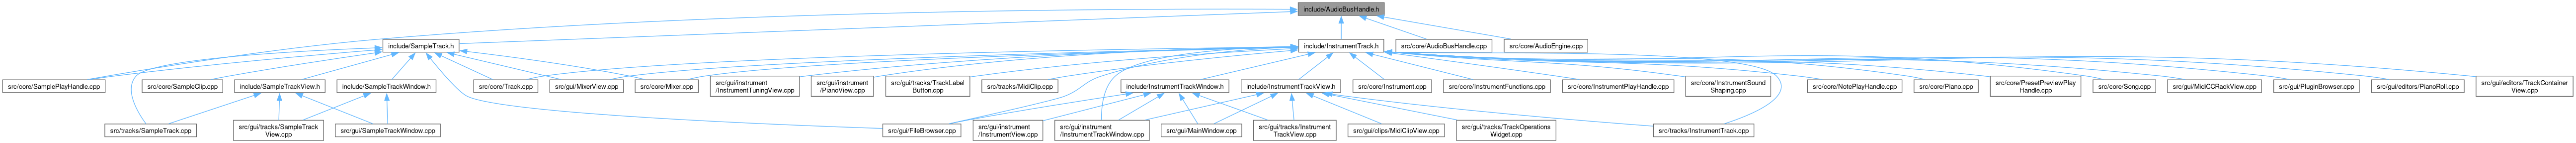 include/AudioBusHandle.h
include/SampleTrack.h
include/InstrumentTrack.h
src/core/AudioBusHandle.cpp
src/core/AudioEngine.cpp
src/core/SamplePlayHandle.cpp
src/core/SampleClip.cpp
include/SampleTrackView.h
include/SampleTrackWindow.h
src/core/Track.cpp
src/gui/MixerView.cpp
src/core/Mixer.cpp
src/gui/instrument
/InstrumentTuningView.cpp
src/gui/instrument
/PianoView.cpp
src/gui/tracks/TrackLabel
Button.cpp
src/tracks/MidiClip.cpp
include/InstrumentTrackWindow.h
include/InstrumentTrackView.h
src/core/Instrument.cpp
src/core/InstrumentFunctions.cpp
src/core/InstrumentPlayHandle.cpp
src/core/InstrumentSound
Shaping.cpp
src/core/NotePlayHandle.cpp
src/core/Piano.cpp
src/core/PresetPreviewPlay
Handle.cpp
src/core/Song.cpp
src/gui/MidiCCRackView.cpp
src/gui/PluginBrowser.cpp
src/gui/editors/PianoRoll.cpp
src/gui/editors/TrackContainer
View.cpp
src/tracks/SampleTrack.cpp
src/gui/tracks/SampleTrack
View.cpp
src/gui/SampleTrackWindow.cpp
src/gui/FileBrowser.cpp
src/gui/instrument
/InstrumentView.cpp
src/gui/instrument
/InstrumentTrackWindow.cpp
src/gui/MainWindow.cpp
src/gui/tracks/Instrument
TrackView.cpp
src/gui/clips/MidiClipView.cpp
src/gui/tracks/TrackOperations
Widget.cpp
src/tracks/InstrumentTrack.cpp